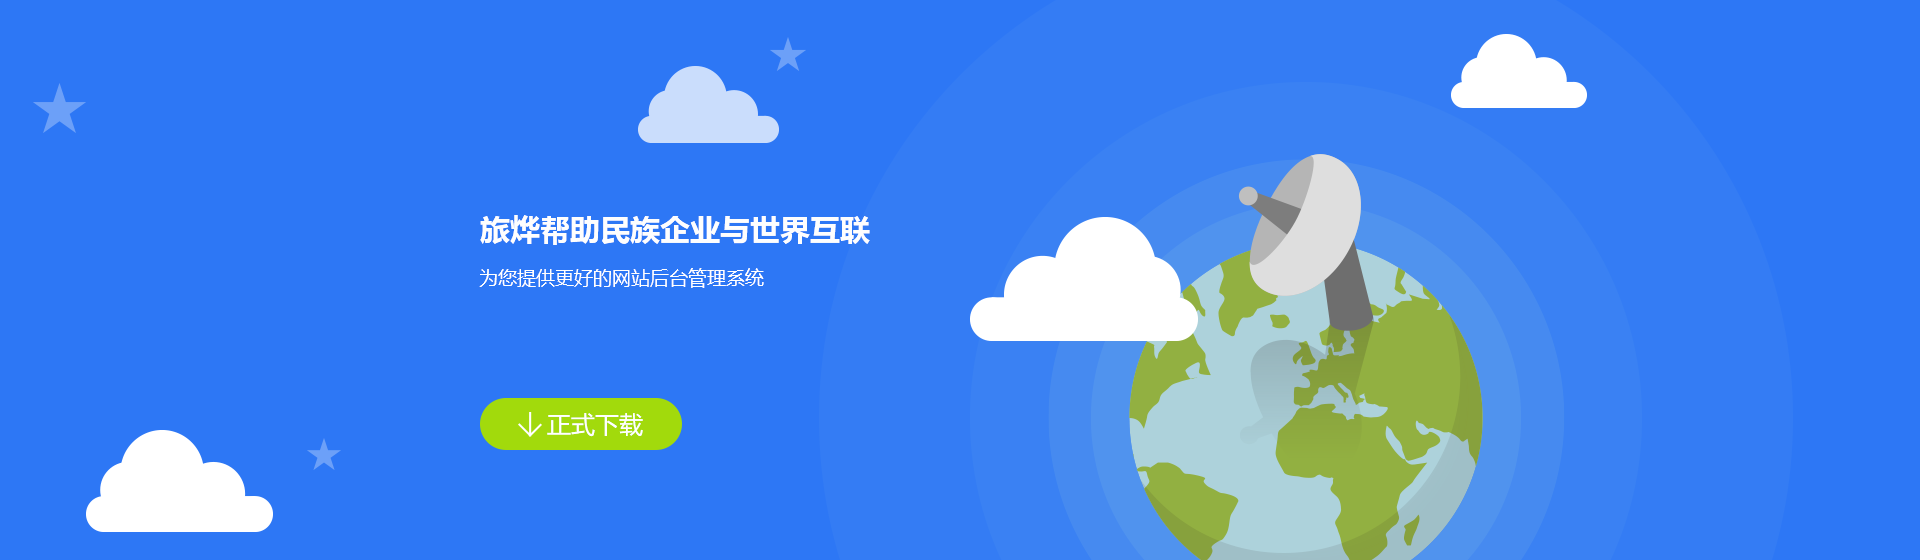 旅烨帮助民族企业与世界互联
为您提供更好的网站后台管理系统
正式下载